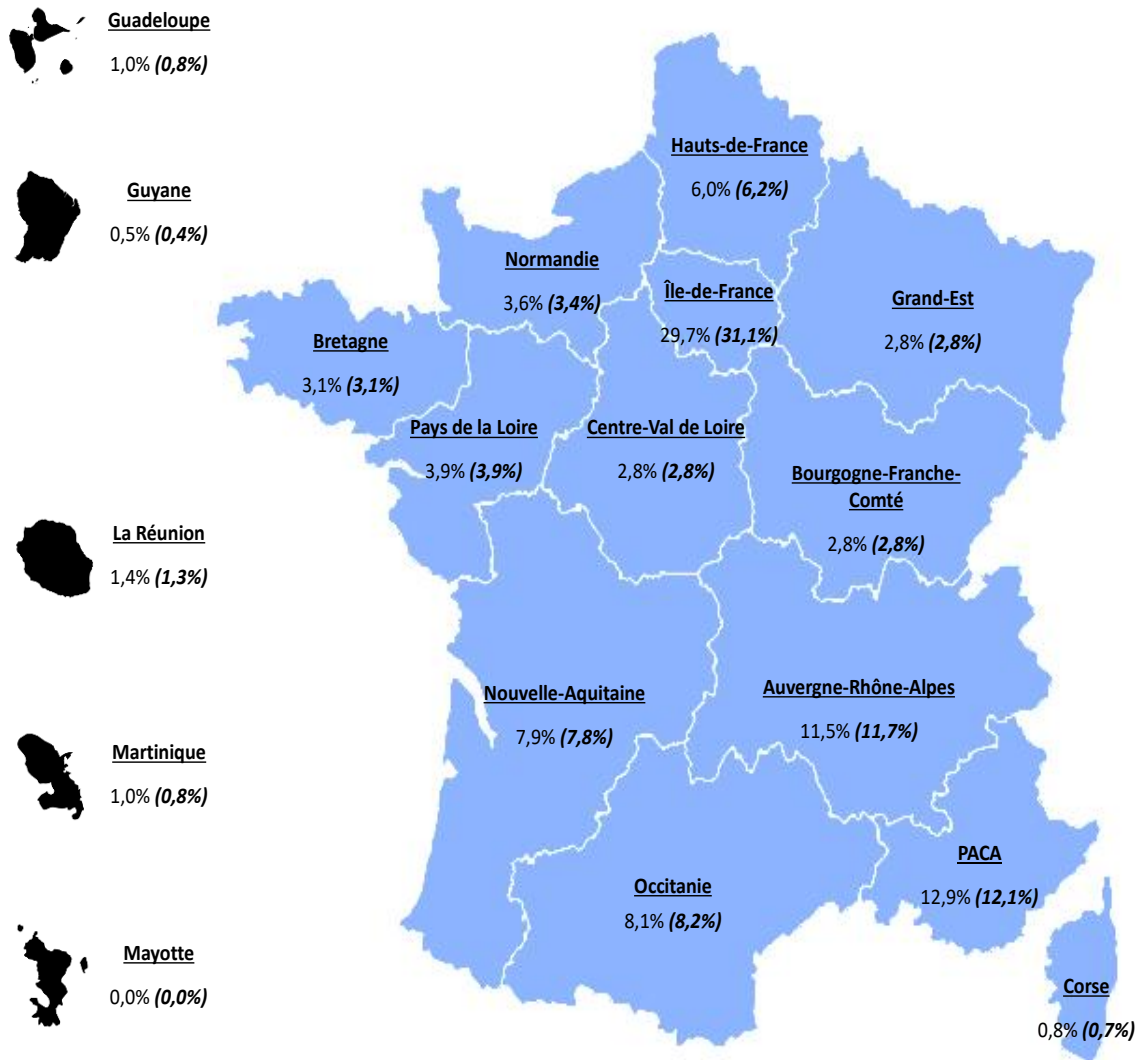 Guadeloupe
1,0% (0,8%)
Guyane
0,5% (0,4%)
La Réunion
1,4% (1,3%)
Martinique
1,0% (0,8%)
Mayotte
0,0% (0,0%)
Hauts-de-France
6,0% (6,2%)
Normandie
3,6% (3,4%)
Île-de-France
29,7% (31,1%)
Grand-Est
2,8% (2,8%)
Bretagne
3,1% (3,1%)
Pays de la Loire
3,9% (3,9%)
Centre-Val de Loire
2,8% (2,8%)
Bourgogne-Franche-
Comté
2,8% (2,8%)
Nouvelle-Aquitaine
7,9% (7,8%)
Auvergne-Rhône-Alpes
11,5% (11,7%)
Occitanie
8,1% (8,2%)
PACA
12,9% (12,1%)
Corse
0,8% (0,7%)